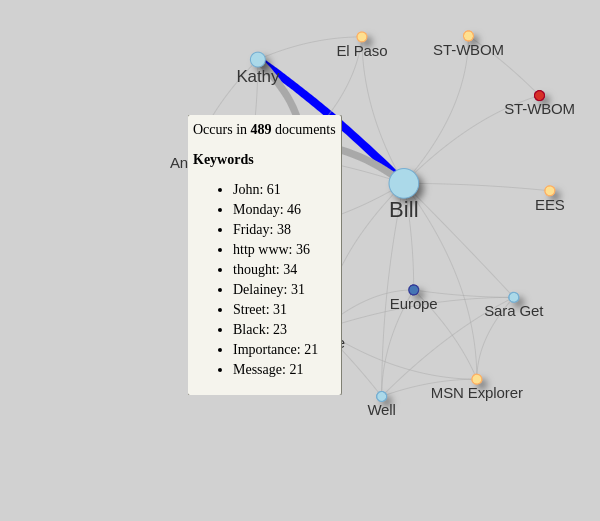 El Paso
ST-WBOM
Kathy
ST-WBOM
An
Occurs in 489 documents
Keywords
John: 61
Monday: 46
Friday: 38
http www: 36
thought: 34
Delainey: 31
Street: 31
Black: 23
Importance: 21
Message: 21
Bill
EES
Europe
Sara Get
e
MSN Explorer
Well